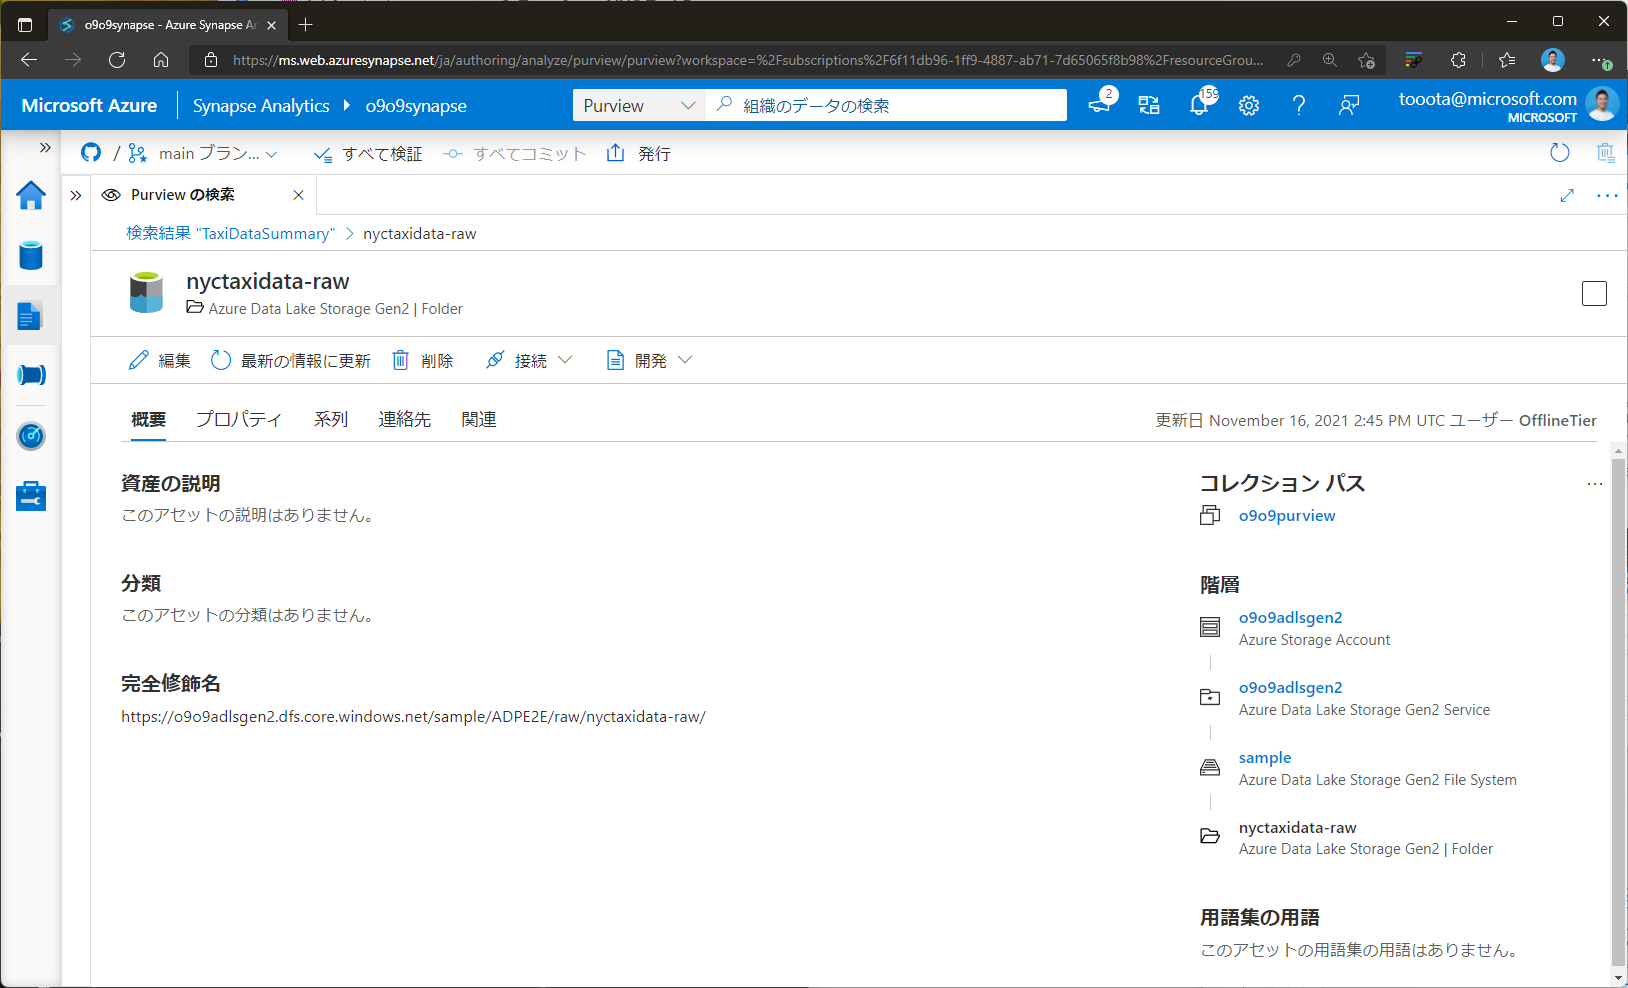 o9o9synapse - Azure Synapse An
https://ms.web.azuresynapse.net/ja/authoring/analyze/purview/purview?workspace=%2Fsubscriptions%2F6f11db96-1ff9-4887-ab71-7d65065f8b98%2FresourceGrou...
Microsoft Azure
Synapse Analytics
o9o9synapse
Purview
組織のデータの検索
2
159
tooota@microsoft.com
MICROSOFT
/ main ブラン...
すべて検証
すべてコミット
発行
Purview の検索
検索結果 "TaxiDataSummary" > nyctaxidata-raw
nyctaxidata-raw
Azure Data Lake Storage Gen2 | Folder
編集
最新の情報に更新
削除
接続
開発
概要
プロパティ
系列
連絡先
関連
更新日 November 16, 2021 2:45 PM UTC ユーザー OfflineTier
資産の説明
このアセットの説明はありません。
分類
このアセットの分類はありません。
完全修飾名
https://o9o9adlsgen2.dfs.core.windows.net/sample/ADPE2E/raw/nyctaxidata-raw/
コレクション パス
o9o9purview
階層
o9o9adlsgen2
Azure Storage Account
o9o9adlsgen2
Azure Data Lake Storage Gen2 Service
sample
Azure Data Lake Storage Gen2 File System
nyctaxidata-raw
Azure Data Lake Storage Gen2 | Folder
用語集の用語
このアセットの用語集の用語はありません。